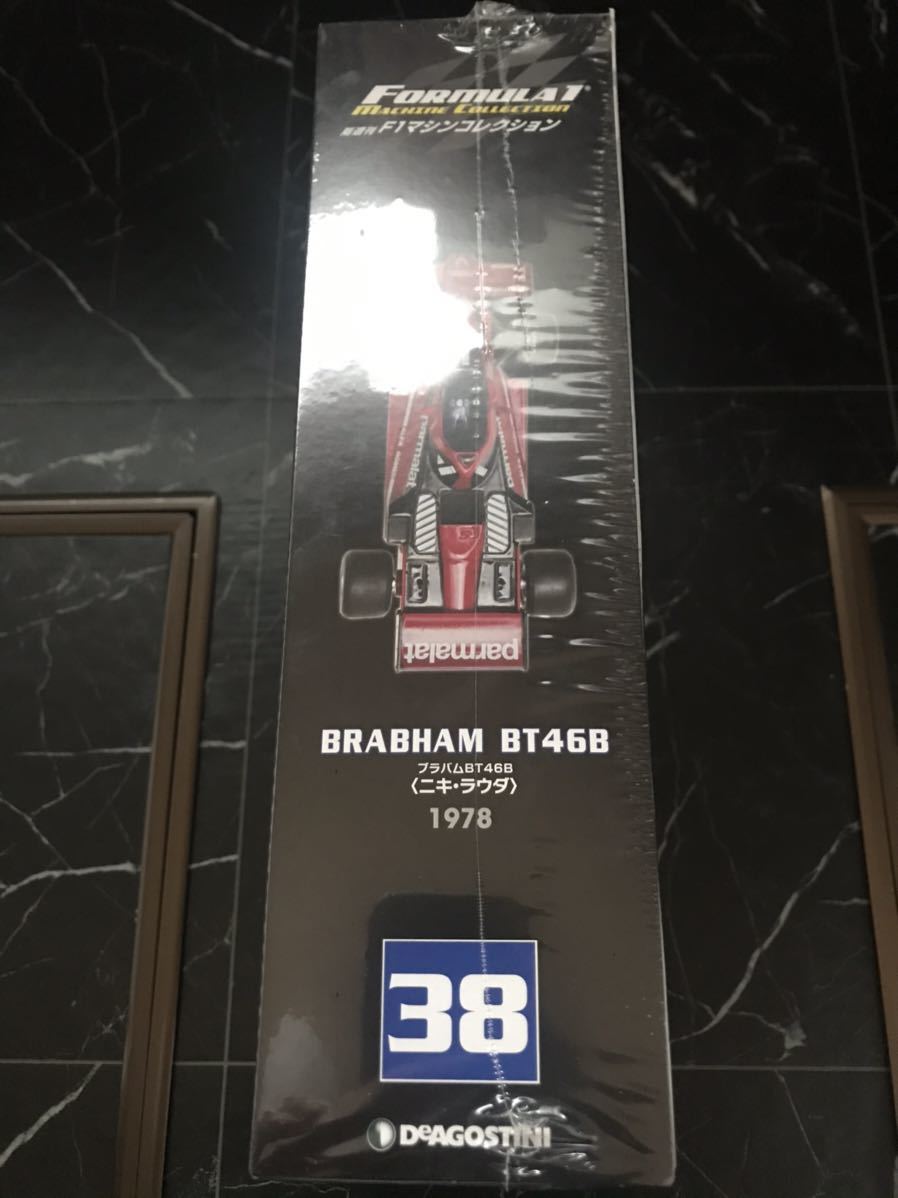 FORMULA1®
MACHINE COLLECTION
隔週刊 F1マシンコレクション
parmalat
parmalat
BRABHAM BT46B
ブラバムBT46B
〈ニキ・ラウダ〉
1978
38
DeAGOSTINI